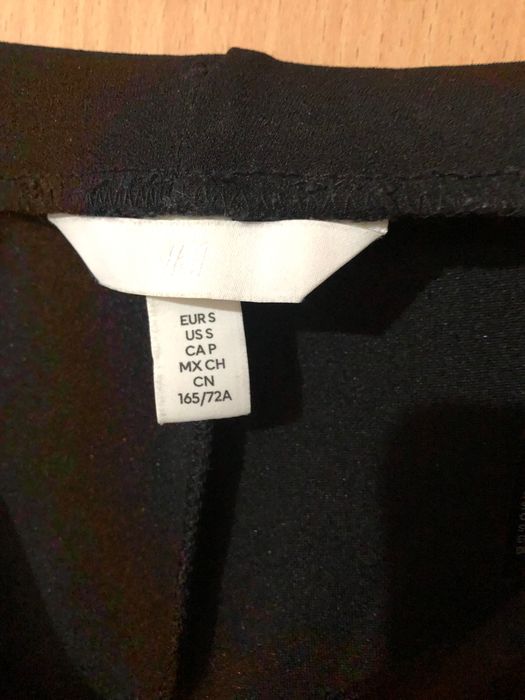 EUR S
US S
CA P
MX CH
CN
165/72A